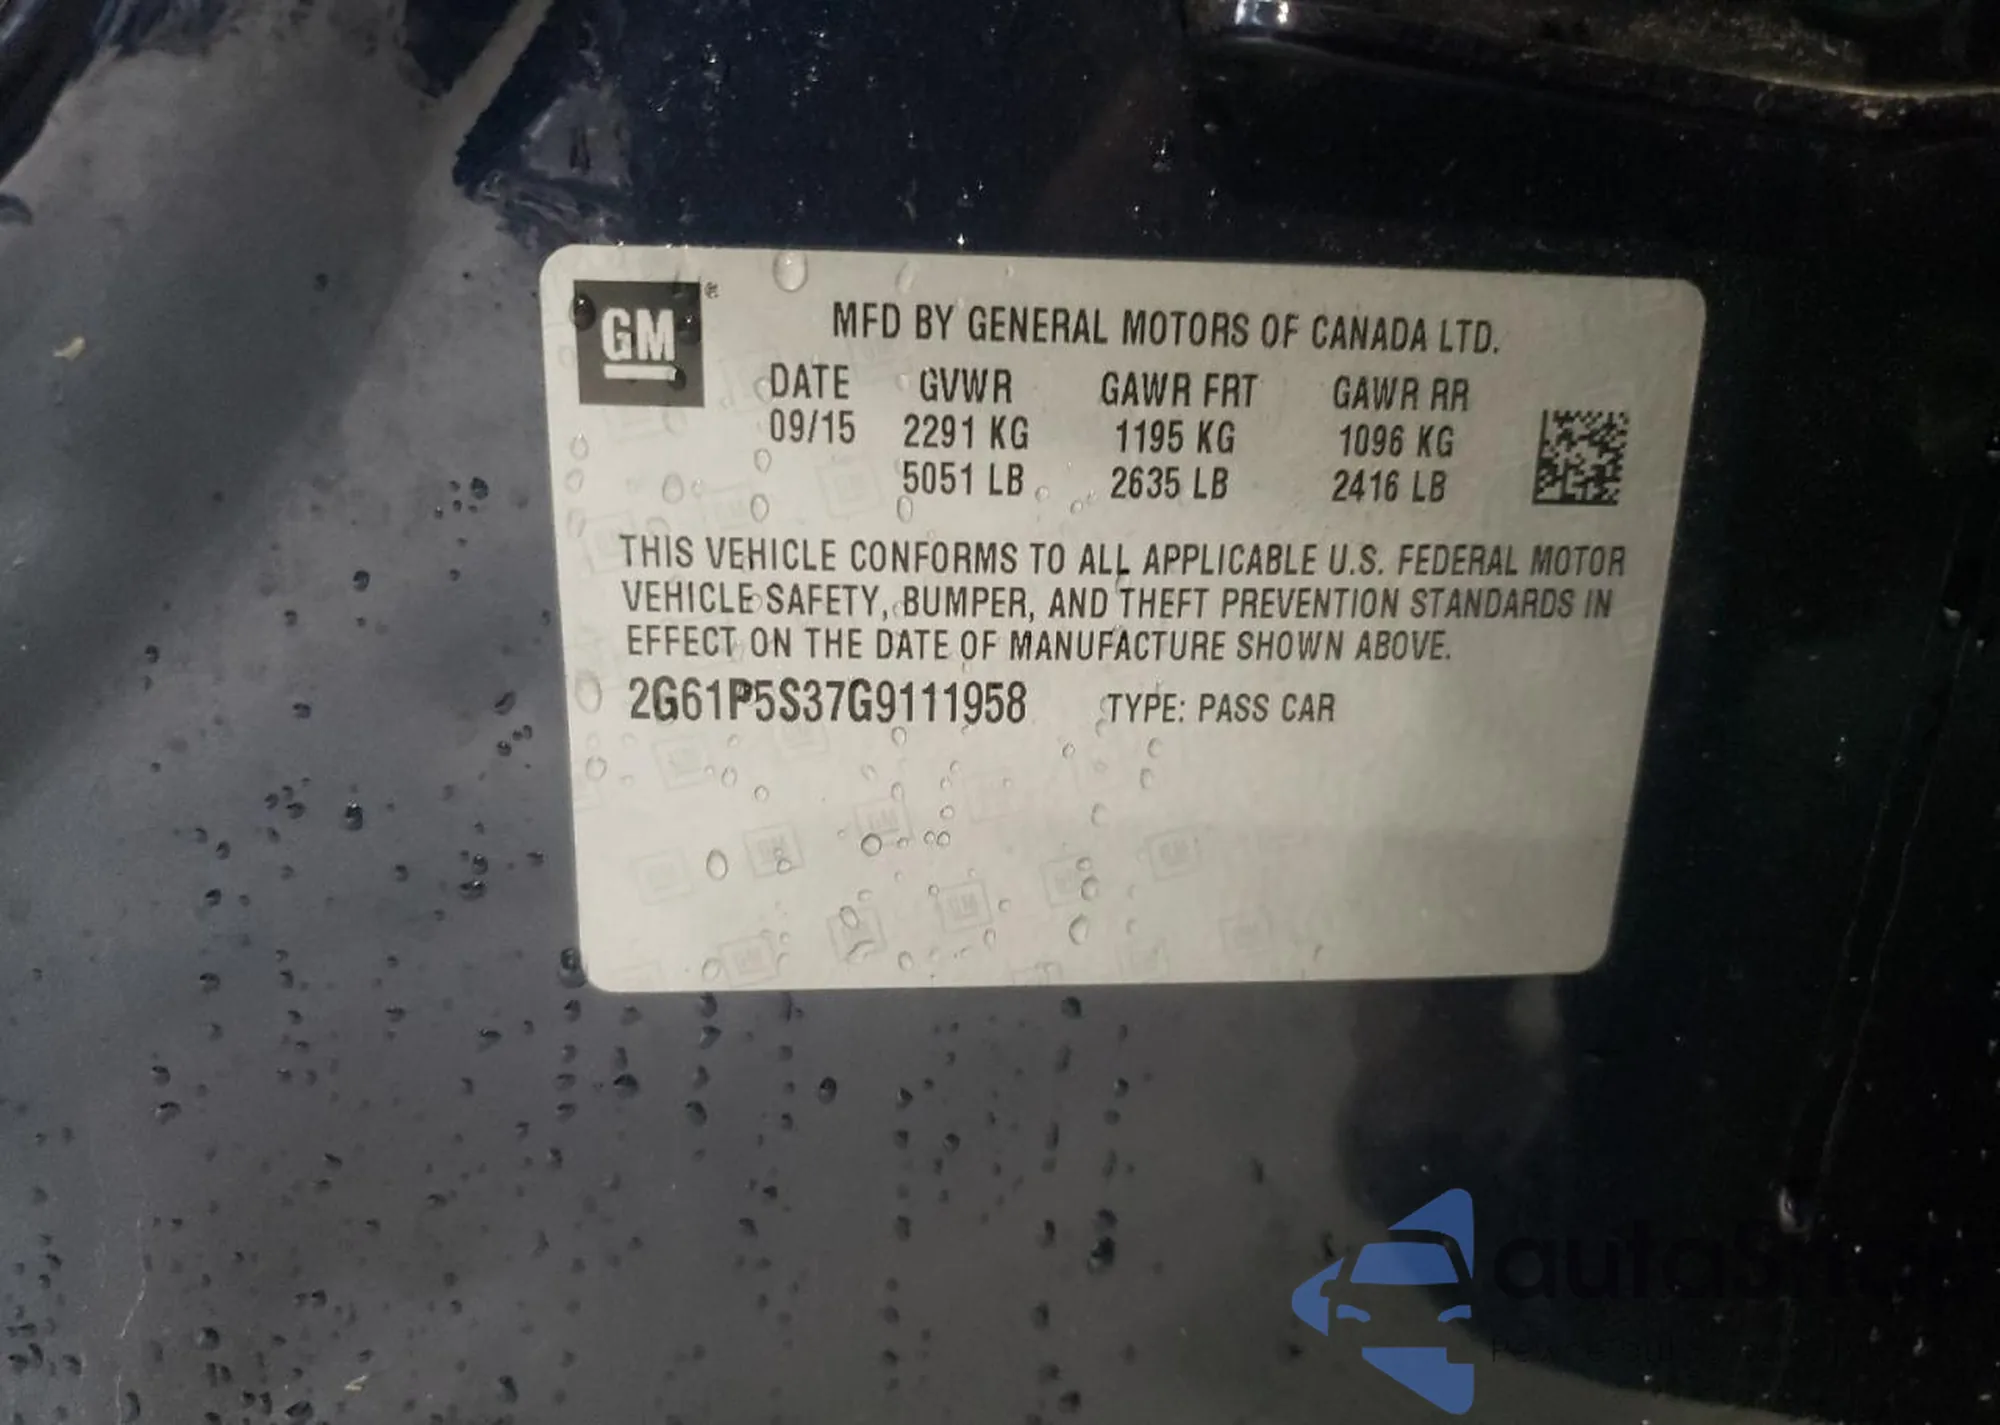 GM ®
MFD BY GENERAL MOTORS OF CANADA LTD.
DATE GVWR GAWR FRT GAWR RR
09/15 2291 KG 1195 KG 1096 KG
5051 LB 2635 LB 2416 LB
THIS VEHICLE CONFORMS TO ALL APPLICABLE U.S. FEDERAL MOTOR
VEHICLE SAFETY, BUMPER, AND THEFT PREVENTION STANDARDS IN
EFFECT ON THE DATE OF MANUFACTURE SHOWN ABOVE.
2G61P5S37G9111958 TYPE: PASS CAR